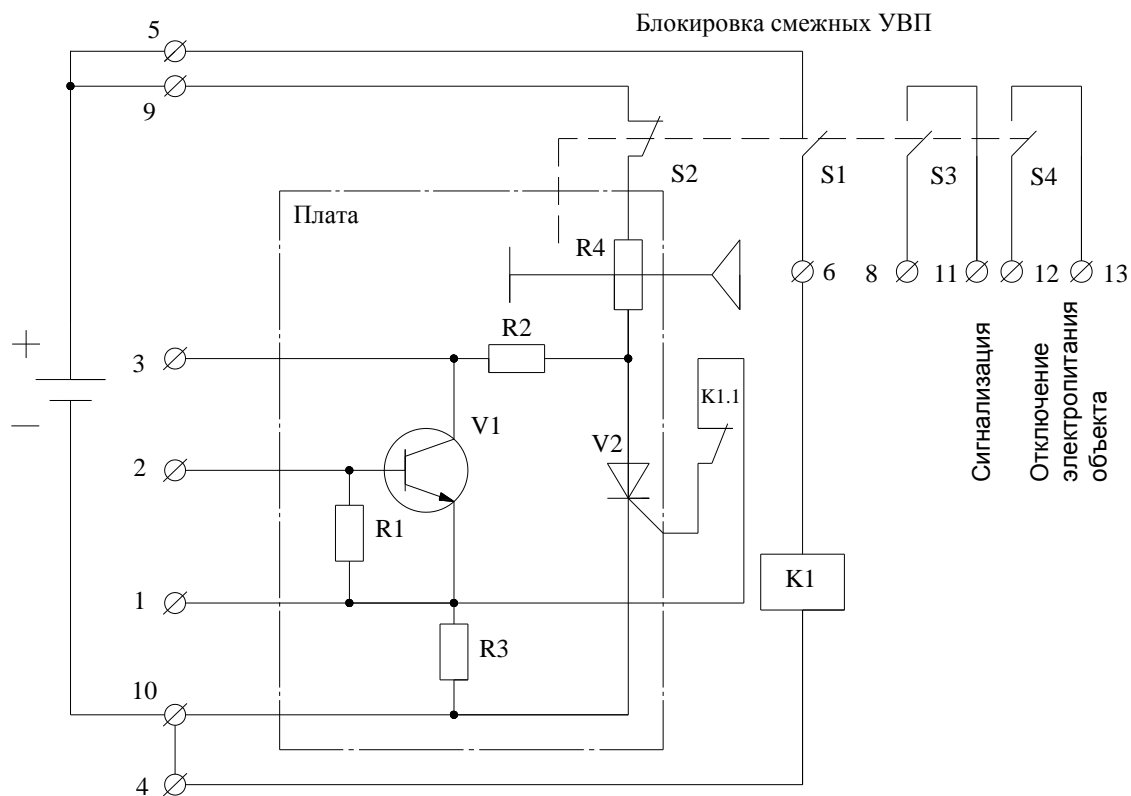 Блокировка смежных УВП
5
9
S2
S1
S3
S4
Плата
R4
6
8
11
12
13
R2
3
+
−
K1.1
V1
V2
2
R1
1
K1
R3
10
4
Сигнализация
Отключение
электропитания
объекта